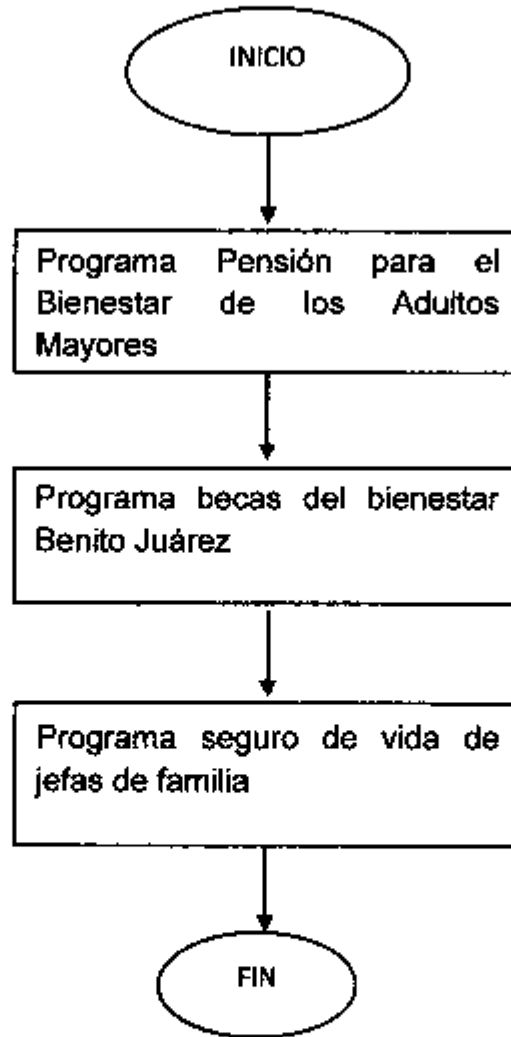 INICIO
Programa Pensión para el
Bienestar de los Adultos
Mayores
Programa becas del bienestar
Benito Juárez
Programa seguro de vida de
jefas de familia
FIN